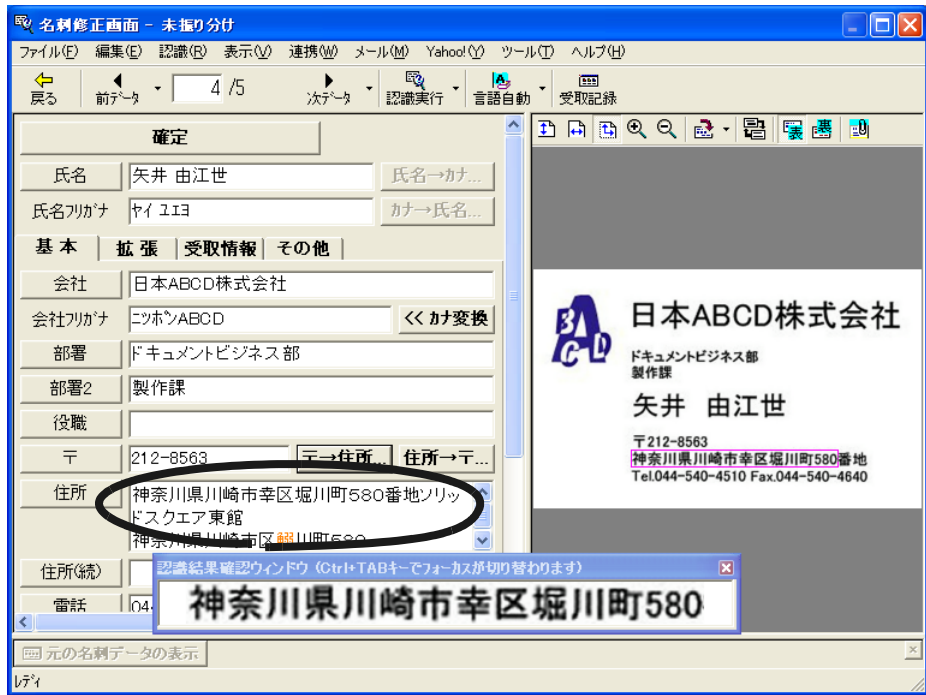 名刺修正画面 - 未振り分け
ファイル(F) 編集(E) 認識(R) 表示(V) 連携(W) メール(M) Yahoo!(Y) ツール(T) ヘルプ(H)
戻る 前ﾃﾞｰﾀ 4 /5 次ﾃﾞｰﾀ 認識実行 言語自動 受取記録
確定
氏名 矢井 由江世 氏名→ｶﾅ...
氏名ﾌﾘｶﾞﾅ ﾔｲ ﾕｴﾖ ｶﾅ→氏名...
基本 拡張 受取情報 その他
会社 日本ABCD株式会社
会社ﾌﾘｶﾞﾅ ﾆｯﾎﾟﾝABCD << ｶﾅ変換
部署 ドキュメントビジネス部
部署2 製作課
役職
〒 212-8563 〒→住所... 住所→〒...
住所 神奈川県川崎市幸区堀川町580番地ソリッ
ドスクエア東館
神奈川県川崎市区
住所(続)
電話 04
認識結果確認ウィンドウ (Ctrl+TABキーでフォーカスが切り替わります)
神奈川県川崎市幸区堀川町580
元の名刺データの表示
ﾚﾃﾞｨ
ABCD
日本ABCD株式会社
ドキュメントビジネス部
製作課
矢井 由江世
〒212-8563
神奈川県川崎市幸区堀川町580番地
Tel.044-540-4510 Fax.044-540-4640
表 裏